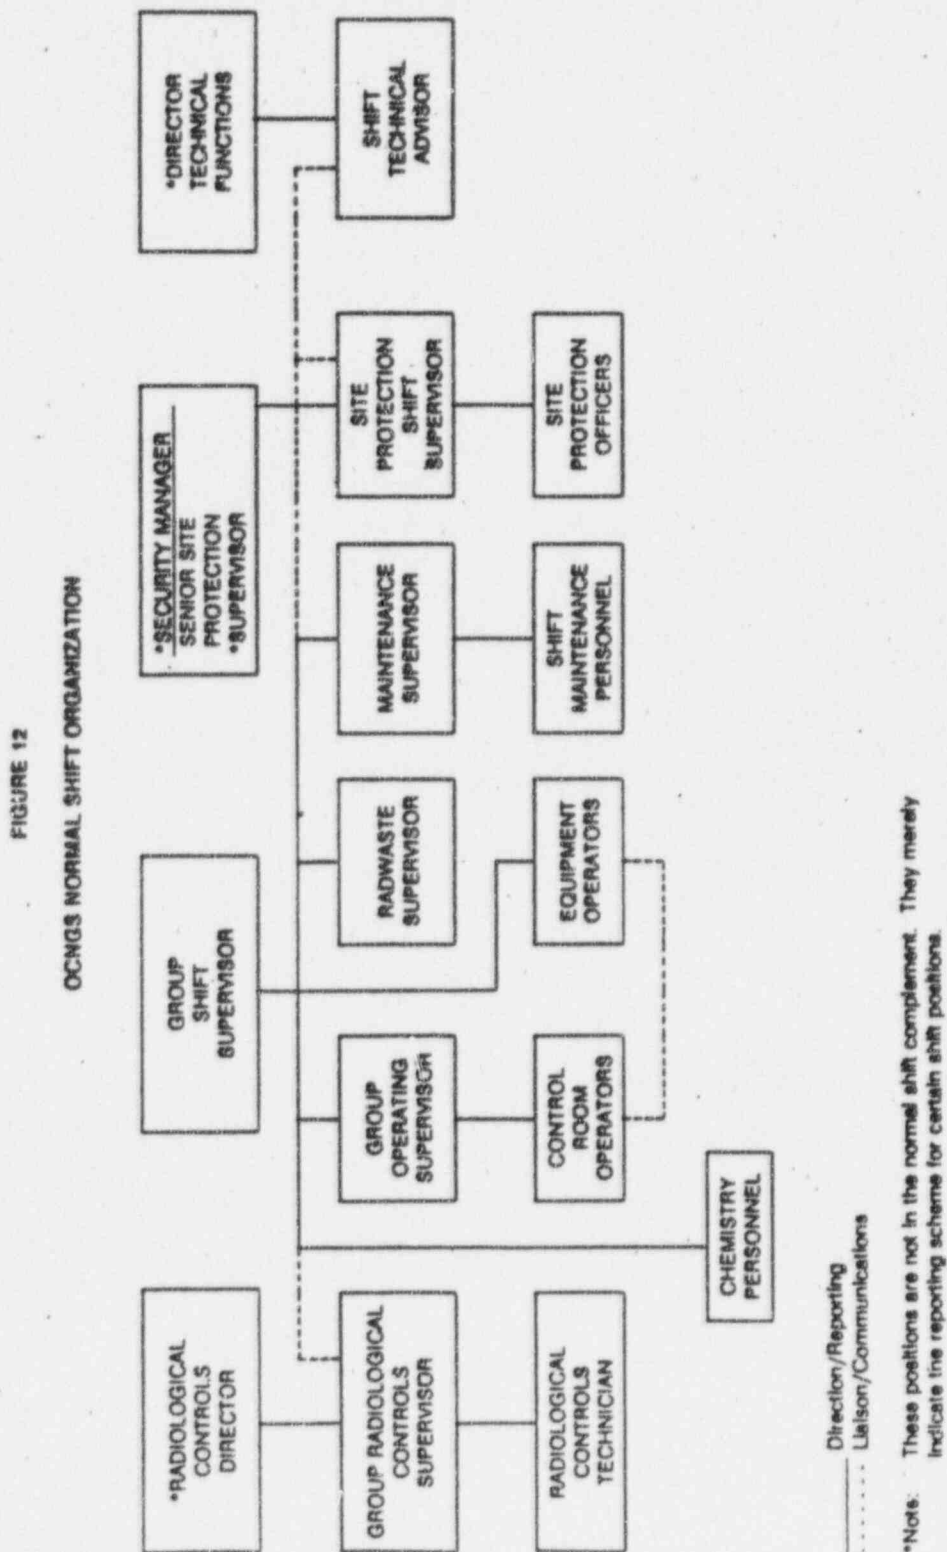 FIGURE 12
OCNGS NORMAL SHIFT ORGANIZATION
*RADIOLOGICAL
CONTROLS
DIRECTOR
GROUP
SHIFT
SUPERVISOR
*SECURITY MANAGER
SENIOR SITE
PROTECTION
*SUPERVISOR
*DIRECTOR
TECHNICAL
FUNCTIONS
GROUP RADIOLOGICAL
CONTROLS
SUPERVISOR
GROUP
OPERATING
SUPERVISOR
RADWASTE
SUPERVISOR
MAINTENANCE
SUPERVISOR
SITE
PROTECTION
SHIFT
SUPERVISOR
SHIFT
TECHNICAL
ADVISOR
RADIOLOGICAL
CONTROLS
TECHNICIAN
CONTROL
ROOM
OPERATORS
EQUIPMENT
OPERATORS
SHIFT
MAINTENANCE
PERSONNEL
SITE
PROTECTION
OFFICERS
CHEMISTRY
PERSONNEL
Direction/Reporting
Liaison/Communications
*Note: These positions are not in the normal shift complement. They merely
indicate the reporting scheme for certain shift positions.